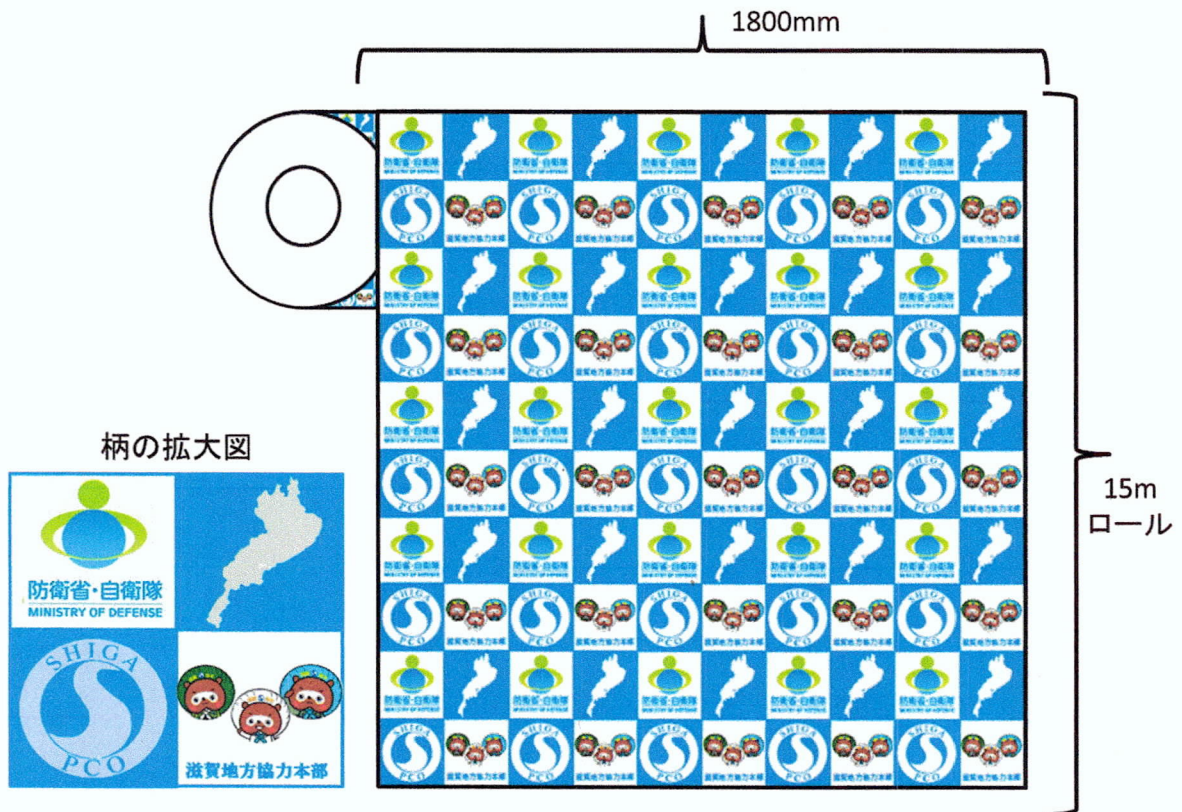 1800mm
柄の拡大図
防衛省・自衛隊
MINISTRY OF DEFENSE
SHIGA
PCO
滋賀地方協力本部
15m
ロール